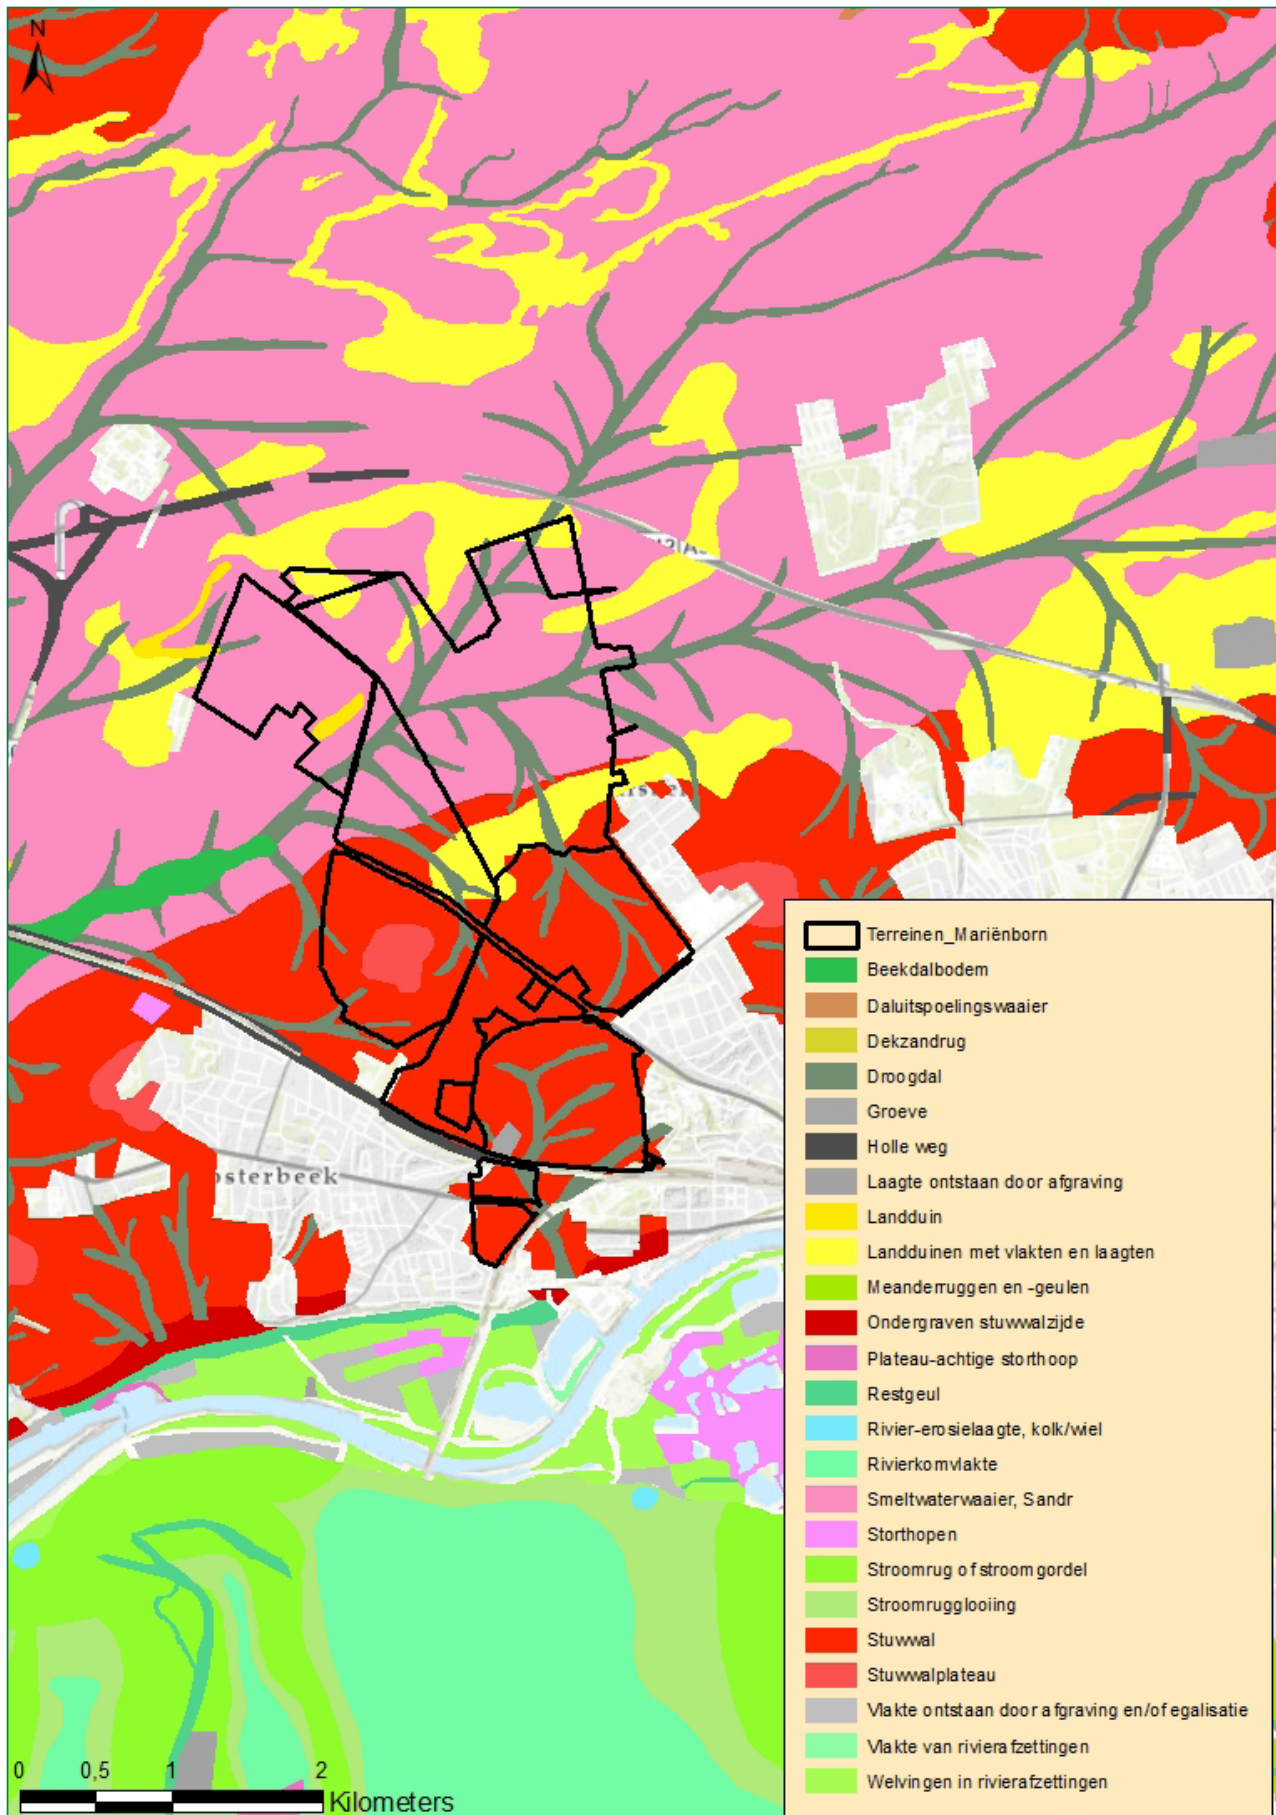 N
osterbeek
Terreinen_Mariënborn
Beekdalbodem
Daluitspoelingswaaier
Dekzandrug
Droogdal
Groeve
Holle weg
Laagte ontstaan door afgraving
Landduin
Landduinen met vlakten en laagten
Meanderruggen en -geulen
Ondergraven stuwwalzijde
Plateau-achtige storthoop
Restgeul
Rivier-erosielaagte, kolk/wiel
Rivierkomvlakte
Smeltwaterwaaier, Sandr
Storthopen
Stroomrug of stroomgordel
Stroomrugglooiing
Stuwwal
Stuwwalplateau
Vlakte ontstaan door afgraving en/of egalisatie
Vlakte van rivierafzettingen
Welvingen in rivierafzettingen
0 0,5 1 2
Kilometers